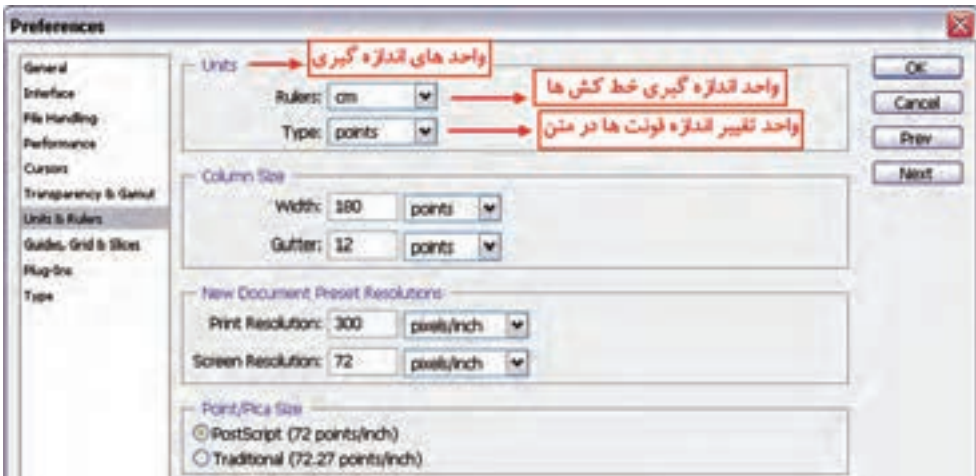 Preferences
General
Interface
File Handling
Performance
Cursors
Transparency & Gamut
Units & Rulers
Guides, Grid & Slices
Plug-Ins
Type
Units
واحد های اندازه گیری
Rulers: cm
واحد اندازه گیری خط کش ها
Type: points
واحد تغییر اندازه فونت ها در متن
Column Size
Width: 180 points
Gutter: 12 points
New Document Preset Resolutions
Print Resolution: 300 pixels/inch
Screen Resolution: 72 pixels/inch
Point/Pica Size
PostScript (72 points/inch)
Traditional (72.27 points/inch)
OK
Cancel
Prev
Next